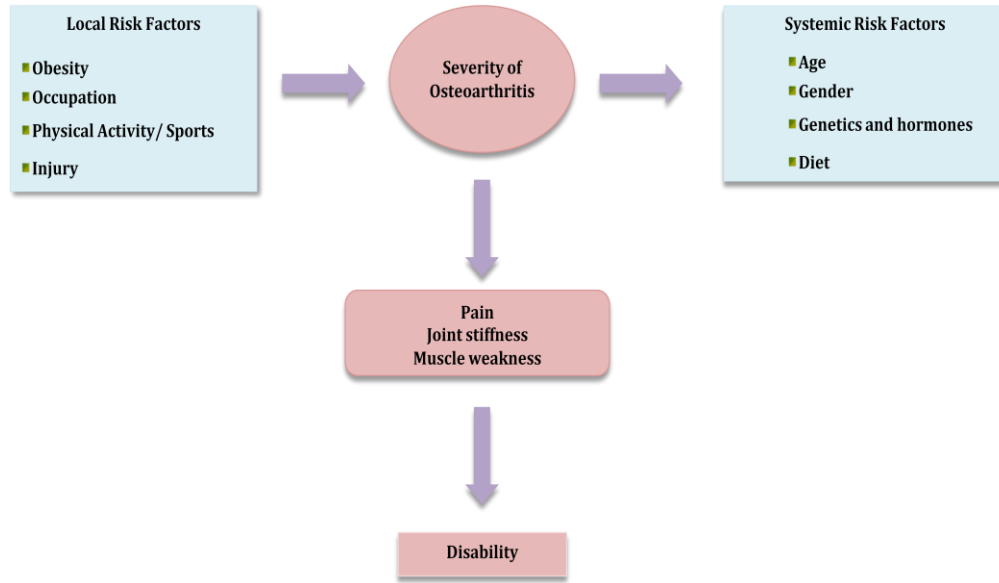 Local Risk Factors
Obesity
Occupation
Physical Activity/ Sports
Injury
Severity of
Osteoarthritis
Systemic Risk Factors
Age
Gender
Genetics and hormones
Diet
Pain
Joint stiffness
Muscle weakness
Disability